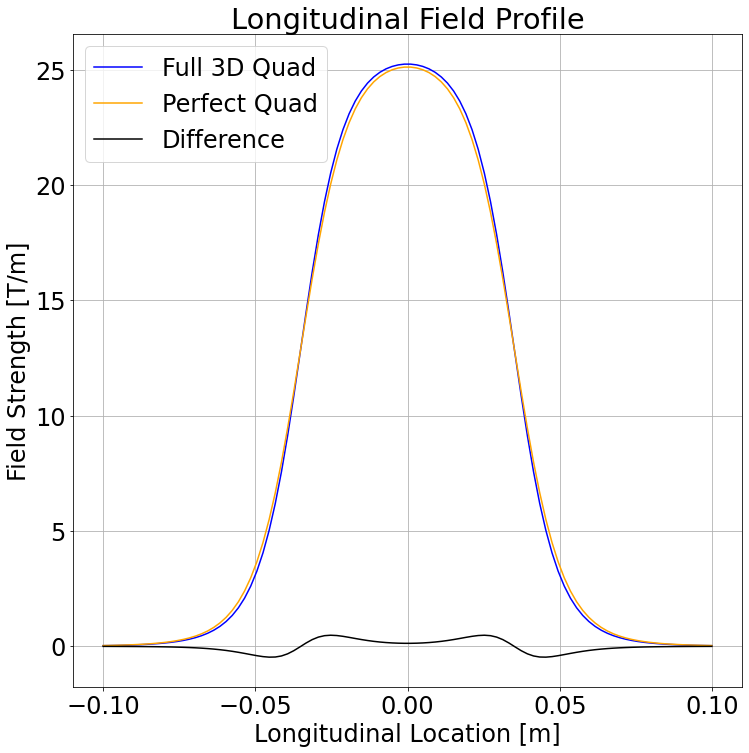 Longitudinal Field Profile
Full 3D Quad
Perfect Quad
Difference
Field Strength [T/m]
25
20
15
10
5
0
−0.10 −0.05 0.00 0.05 0.10
Longitudinal Location [m]